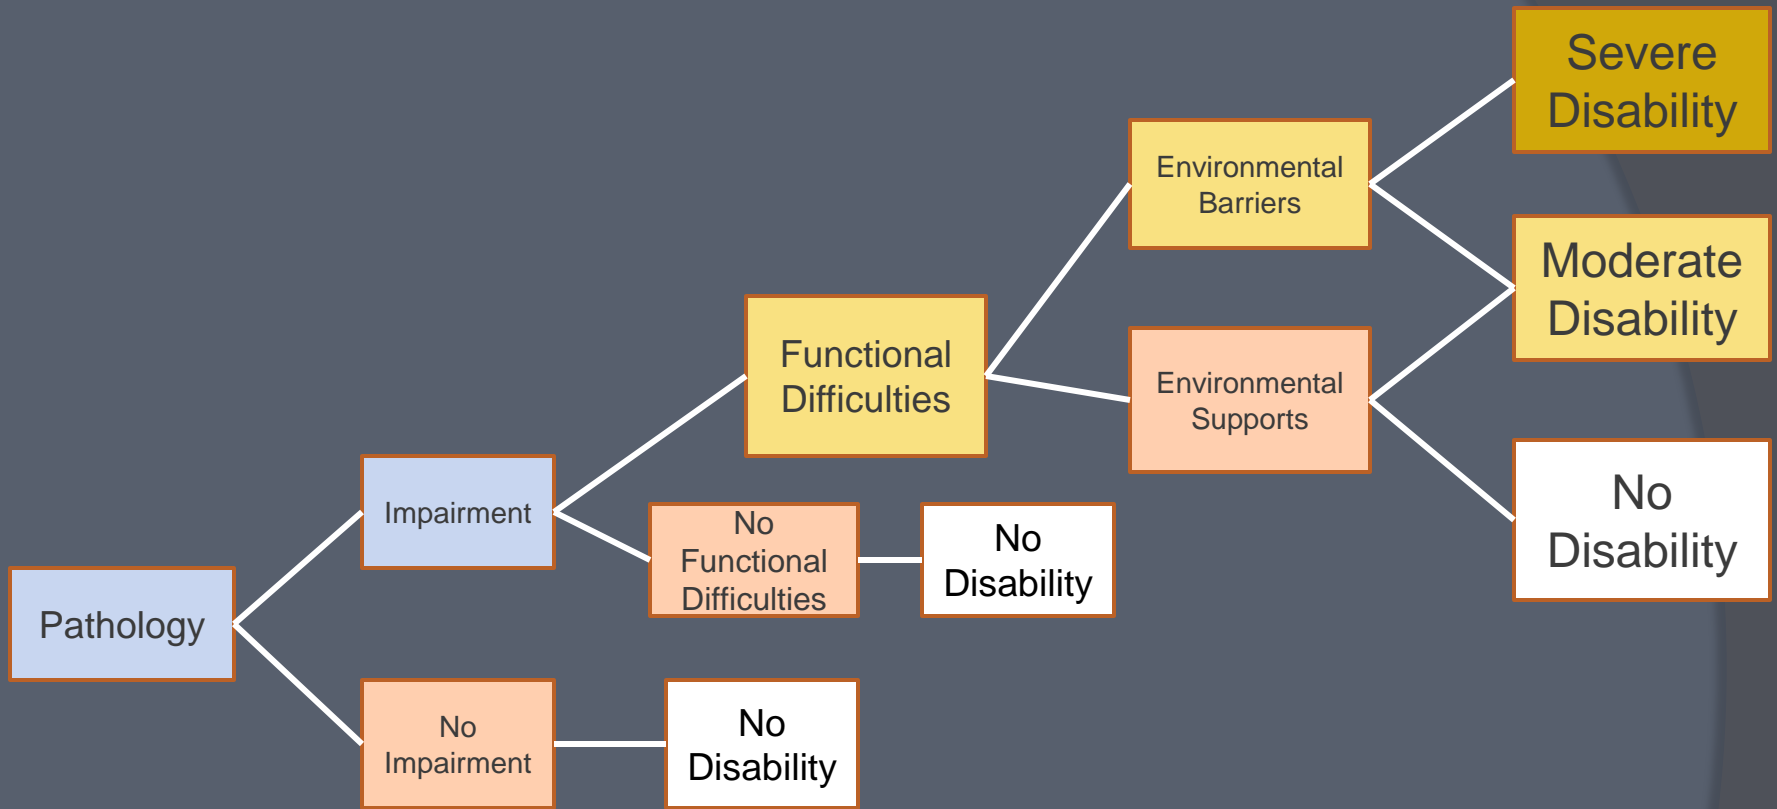 Pathology
Impairment
No
Impairment
No
Disability
Functional
Difficulties
No
Functional
Difficulties
No
Disability
Environmental
Barriers
Environmental
Supports
Severe
Disability
Moderate
Disability
No
Disability